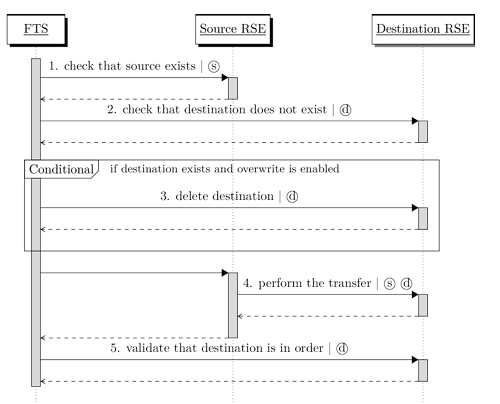 FTS
Source RSE
Destination RSE
1. check that source exists | ⓢ
2. check that destination does not exist | ⓓ
Conditional
if destination exists and overwrite is enabled
3. delete destination | ⓓ
4. perform the transfer | ⓢ ⓓ
5. validate that destination is in order | ⓓ